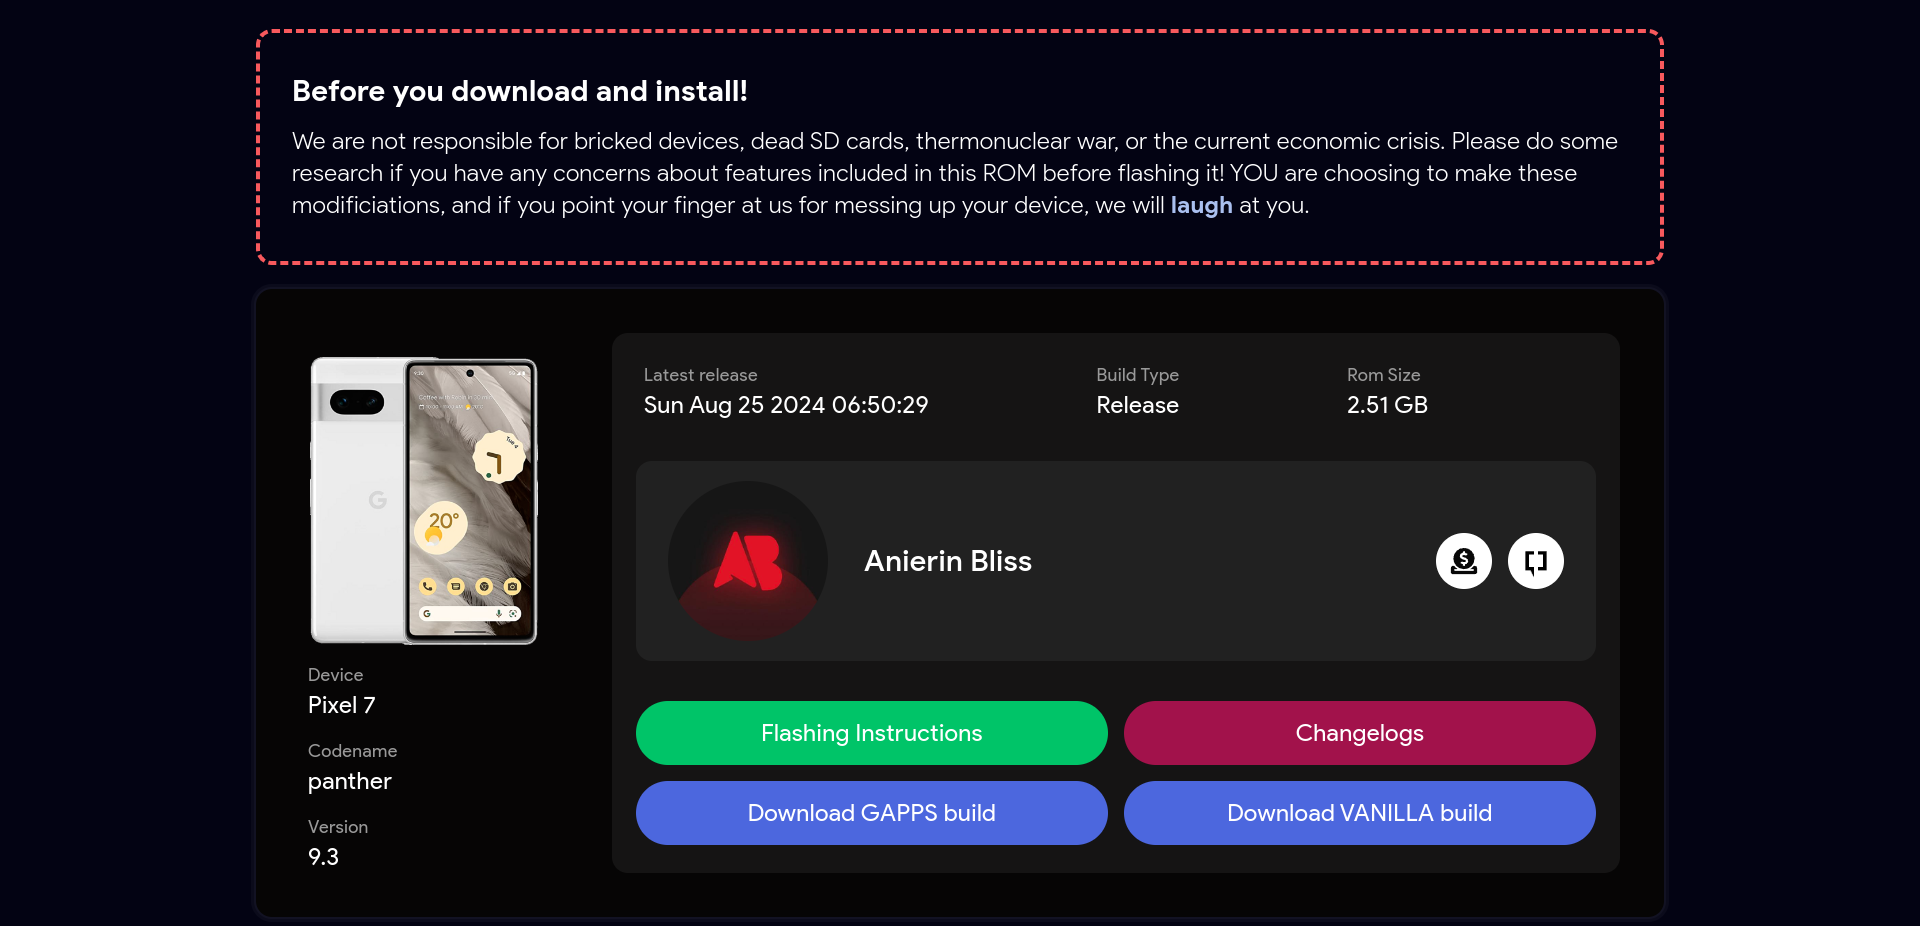 Before you download and install!
We are not responsible for bricked devices, dead SD cards, thermonuclear war, or the current economic crisis. Please do some
research if you have any concerns about features included in this ROM before flashing it! YOU are choosing to make these
modificiations, and if you point your finger at us for messing up your device, we will laugh at you.
Latest release
Sun Aug 25 2024 06:50:29
Build Type
Release
Rom Size
2.51 GB
G
20°
G
AB
Anierin Bliss
Device
Pixel 7
Codename
panther
Version
9.3
Flashing Instructions
Changelogs
Download GAPPS build
Download VANILLA build